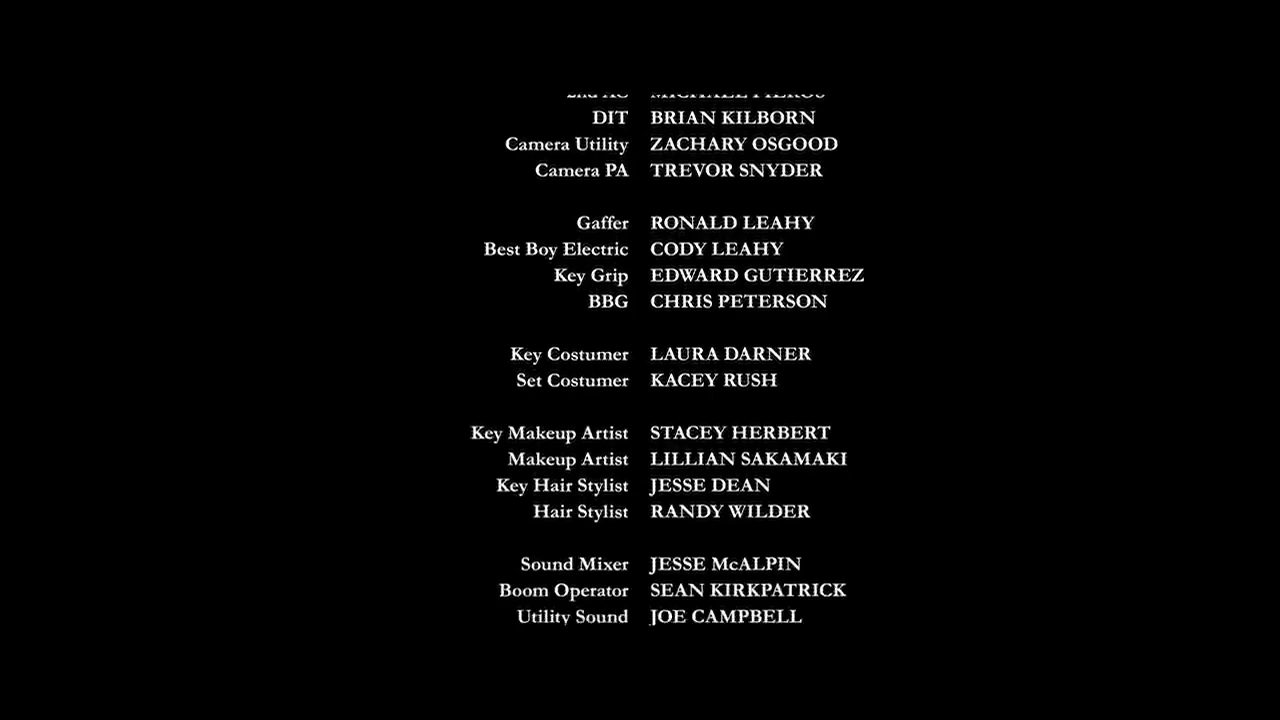 DIT BRIAN KILBORN
Camera Utility ZACHARY OSGOOD
Camera PA TREVOR SNYDER
Gaffer RONALD LEAHY
Best Boy Electric CODY LEAHY
Key Grip EDWARD GUTIERREZ
BBG CHRIS PETERSON
Key Costumer LAURA DARNER
Set Costumer KACEY RUSH
Key Makeup Artist STACEY HERBERT
Makeup Artist LILLIAN SAKAMAKI
Key Hair Stylist JESSE DEAN
Hair Stylist RANDY WILDER
Sound Mixer JESSE McALPIN
Boom Operator SEAN KIRKPATRICK
Utility Sound JOE CAMPBELL